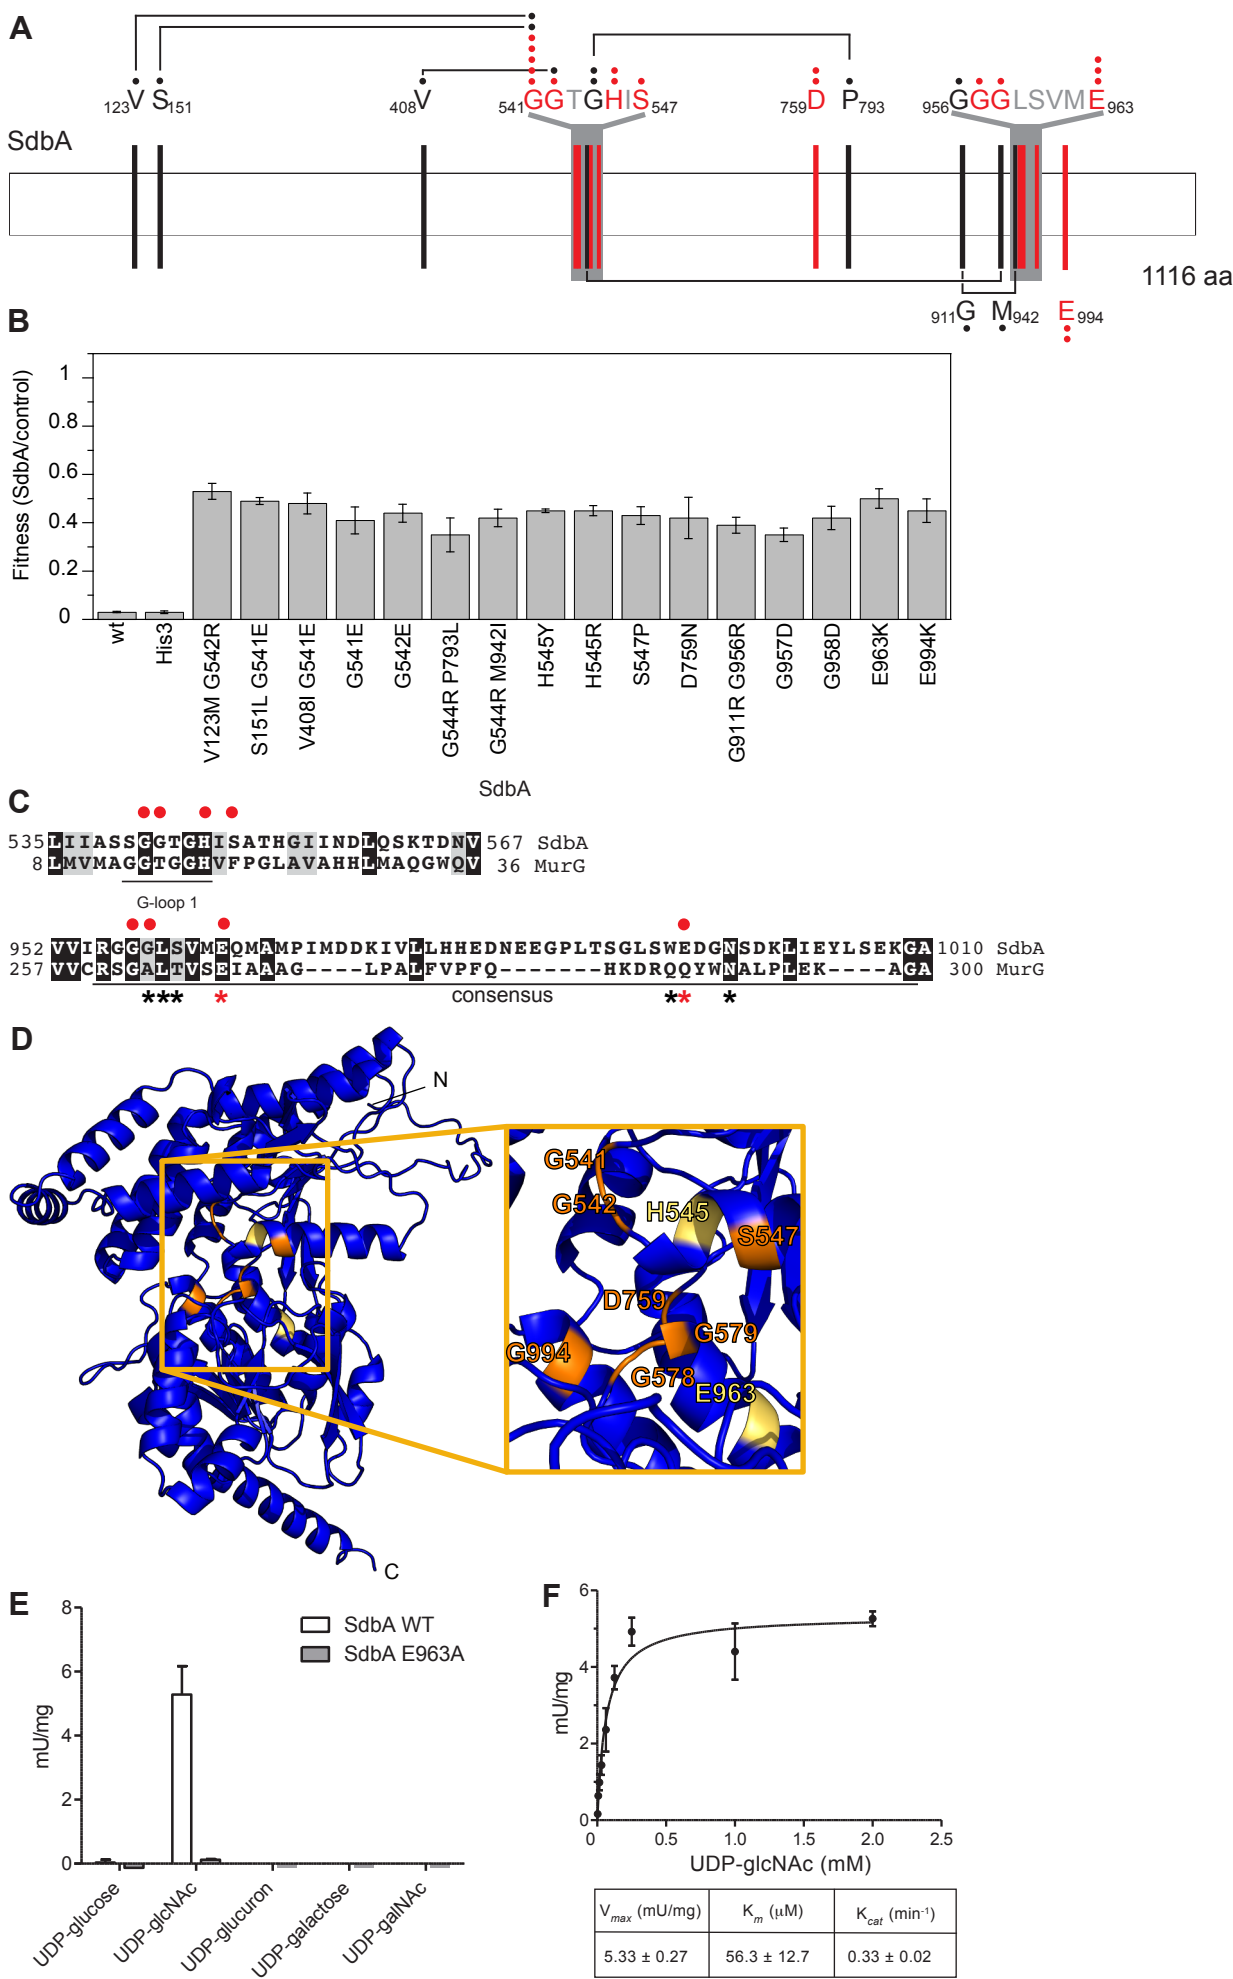 A
123V S151 408V 541GGTGHIS547 759D P793 956GGGLSVME963
SdbA
1116 aa
911G M942 E994
B
Fitness (SdbA/control)
1
0.8
0.6
0.4
0.2
0
wt
His3
V123M G542R
S151L G541E
V408I G541E
G541E
G542E
G544R P793L
G544R M942I
H545Y
H545R
S547P
D759N
G911R G956R
G957D
G958D
E963K
E994K
SdbA
C
535 LIIASSGGTGHISATHGIINDLQSKTDNV 567 SdbA
8 LMVMAGGTGGHVFPGLAVAHHLMAQGWQV 36 MurG
G-loop 1
952 VVIRGGGLSVMEQMAMPIMDDKIVLLHHEDNEEGPLTSGLSWEDGNSDKLIEYLSEKGA 1010 SdbA
257 VVCRSGALTVSEIAAAG----LPALFVPFQ-------HKDRQQYWNALPLEK----AGA 300 MurG
*** * consensus ** *
D
N
C
G541
G542
H545
S547
D759
G579
G994
G578
E963
E
mU/mg
8
6
4
2
0
SdbA WT
SdbA E963A
UDP-glucose
UDP-glcNAc
UDP-glucuron
UDP-galactose
UDP-galNAc
F
mU/mg
6
4
2
0
0 0.5 1.0 1.5 2.0 2.5
UDP-glcNAc (mM)
Vmax (mU/mg) Km (μM) Kcat (min-1)
5.33 ± 0.27 56.3 ± 12.7 0.33 ± 0.02